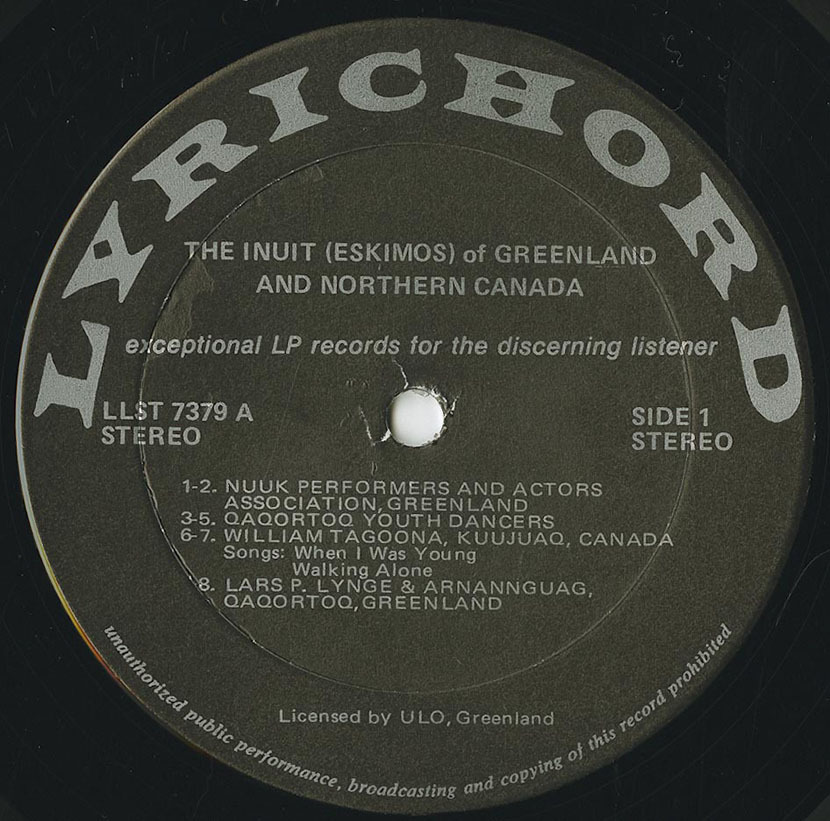 LYRICHORD
THE INUIT (ESKIMOS) of GREENLAND
AND NORTHERN CANADA
exceptional LP records for the discerning listener
LLST 7379 A
STEREO
SIDE 1
STEREO
1-2. NUUK PERFORMERS AND ACTORS
ASSOCIATION, GREENLAND
3-5. QAQORTOQ YOUTH DANCERS
6-7. WILLIAM TAGOONA, KUUJUAQ, CANADA
Songs: When I Was Young
Walking Alone
8. LARS P. LYNGE & ARNANNGUAG,
QAQORTOQ, GREENLAND
Licensed by ULO, Greenland
unauthorized public performance, broadcasting and copying of this record prohibited